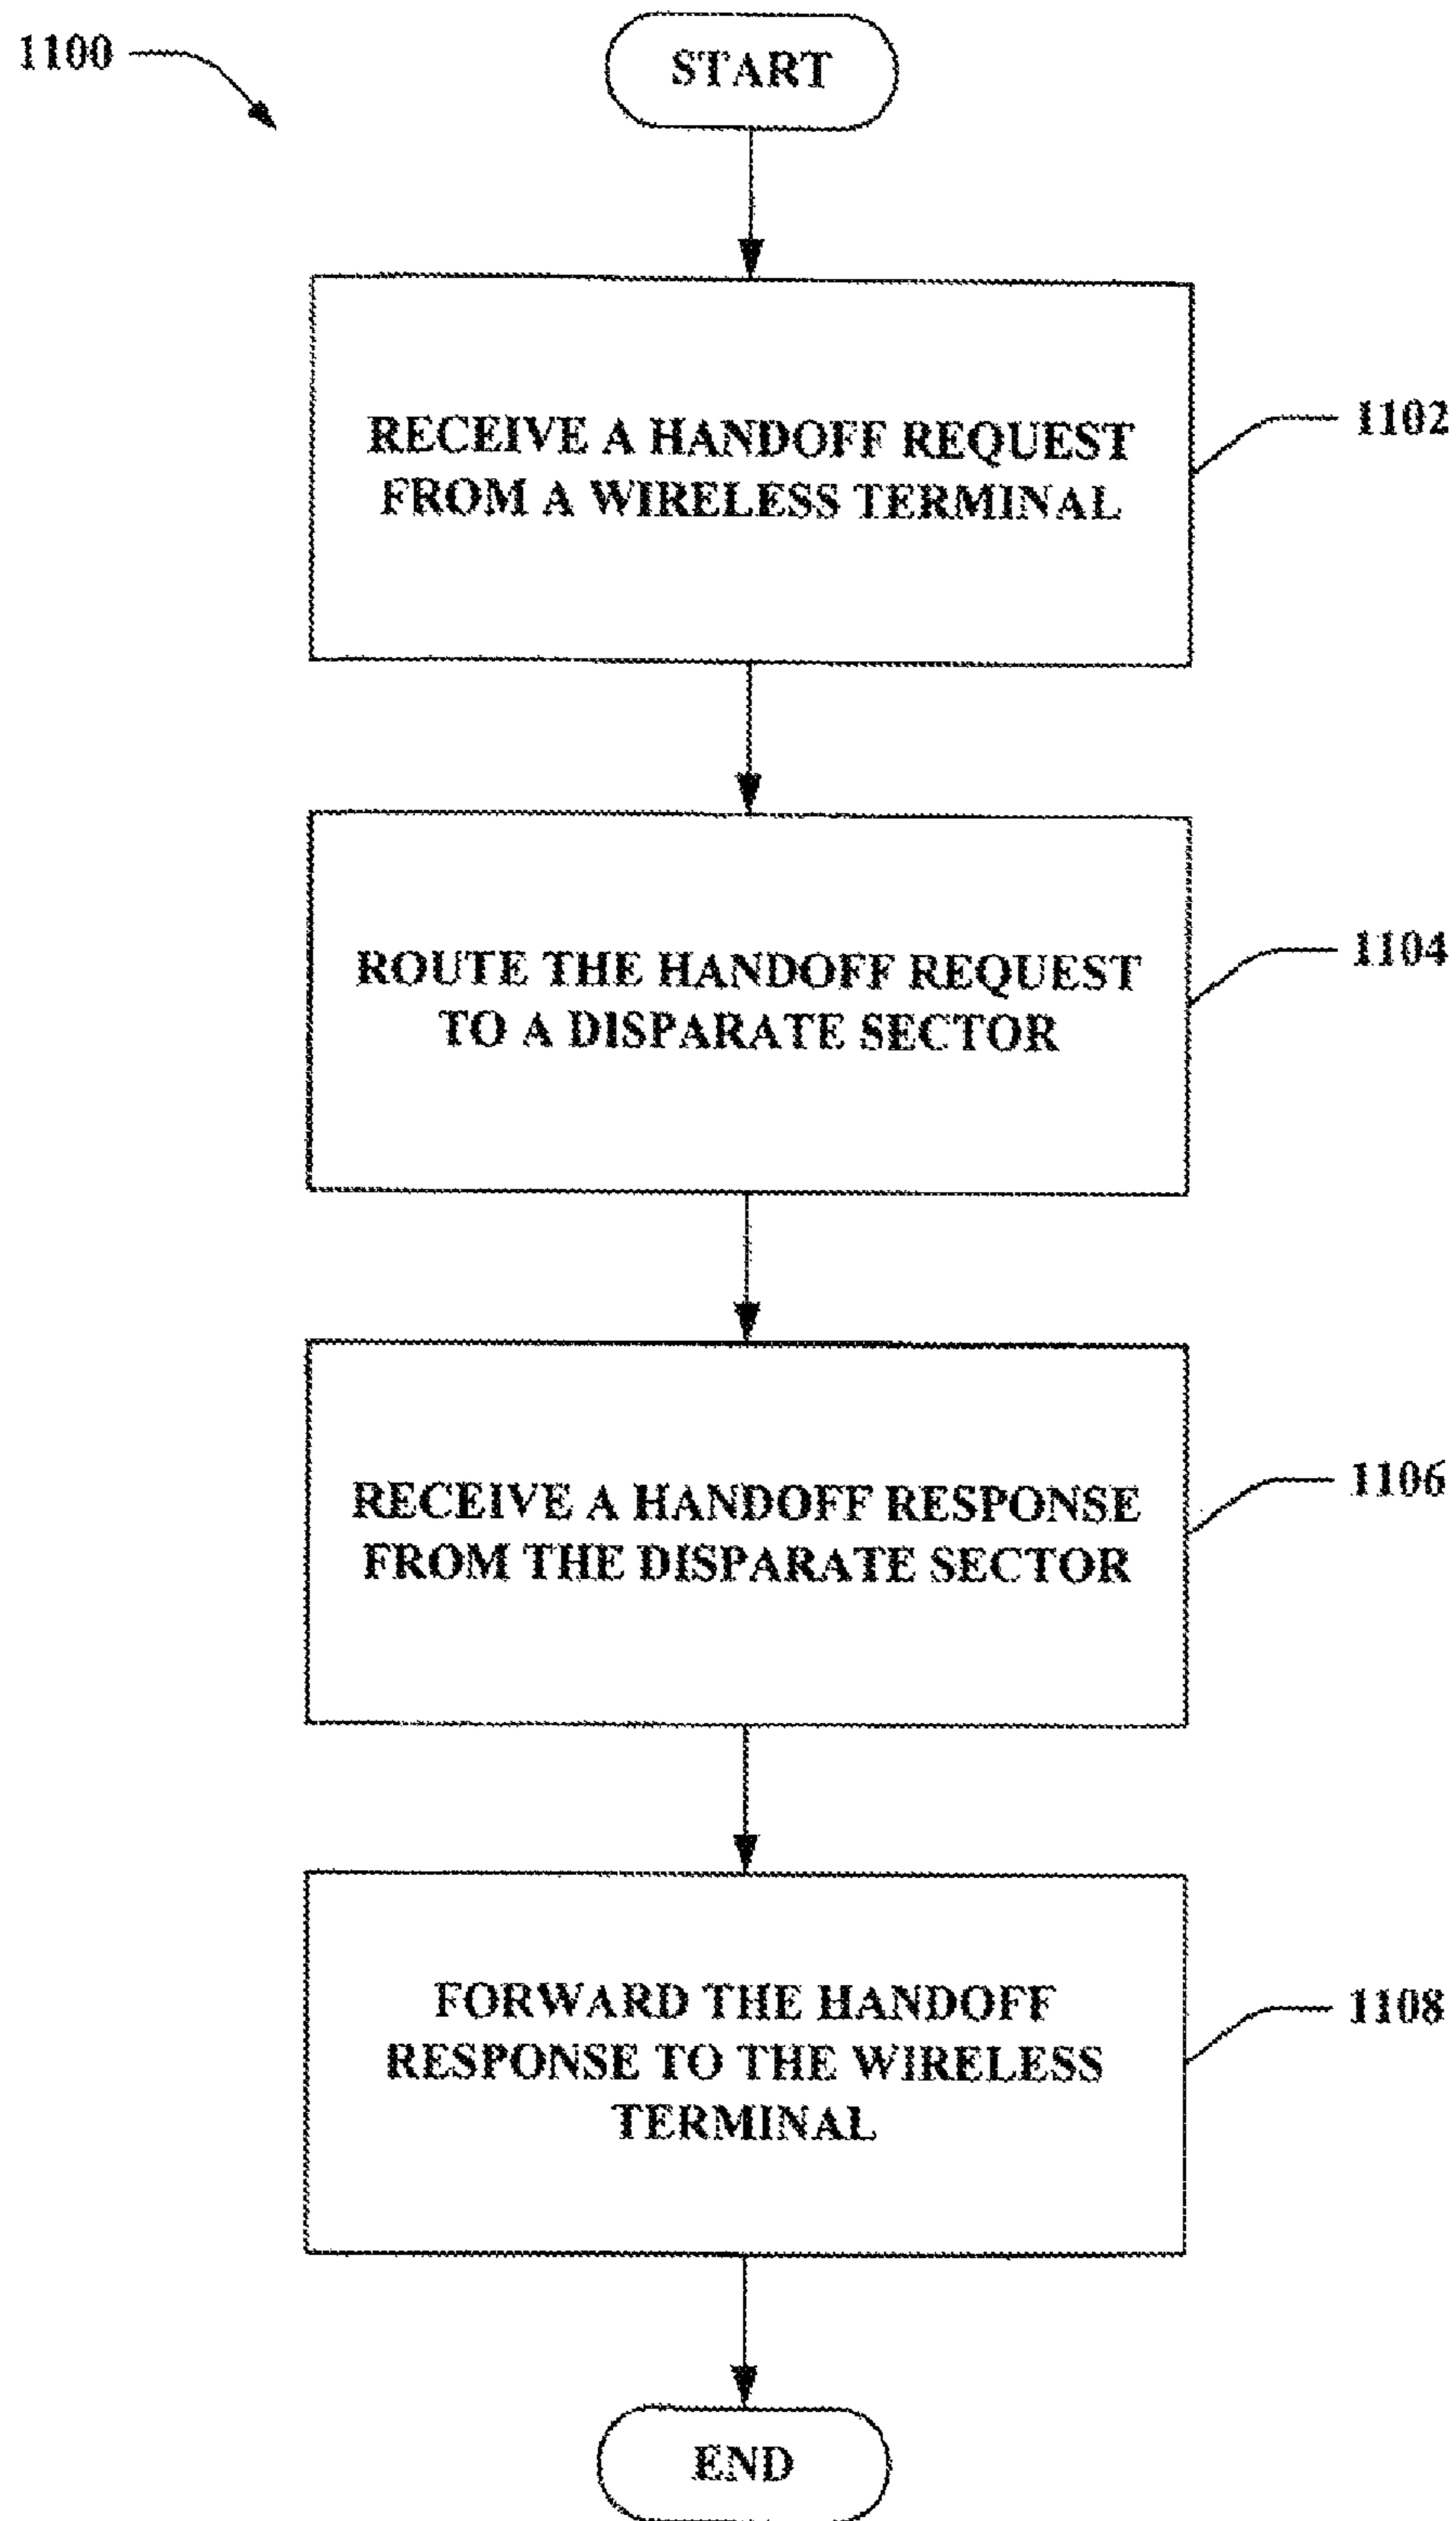 1100
START
RECEIVE A HANDOFF REQUEST
FROM A WIRELESS TERMINAL
1102
ROUTE THE HANDOFF REQUEST
TO A DISPARATE SECTOR
1104
RECEIVE A HANDOFF RESPONSE
FROM THE DISPARATE SECTOR
1106
FORWARD THE HANDOFF
RESPONSE TO THE WIRELESS
TERMINAL
1108
END